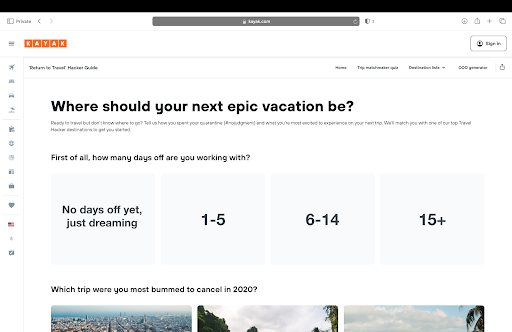 Private
kayak.com
3
KAYAK
Sign in
'Return to Travel' Hacker Guide
Home
Trip matchmaker quiz
Destination lists
OOO generator
Where should your next epic vacation be?
Ready to travel but don't know where to go? Tell us how you spent your quarantine (#nojudgment) and what you're most excited to experience on your next trip. We'll match you with one of our top Travel
Hacker destinations to get you started.
First of all, how many days off are you working with?
No days off yet,
just dreaming
1-5
6-14
15+
Which trip were you most bummed to cancel in 2020?